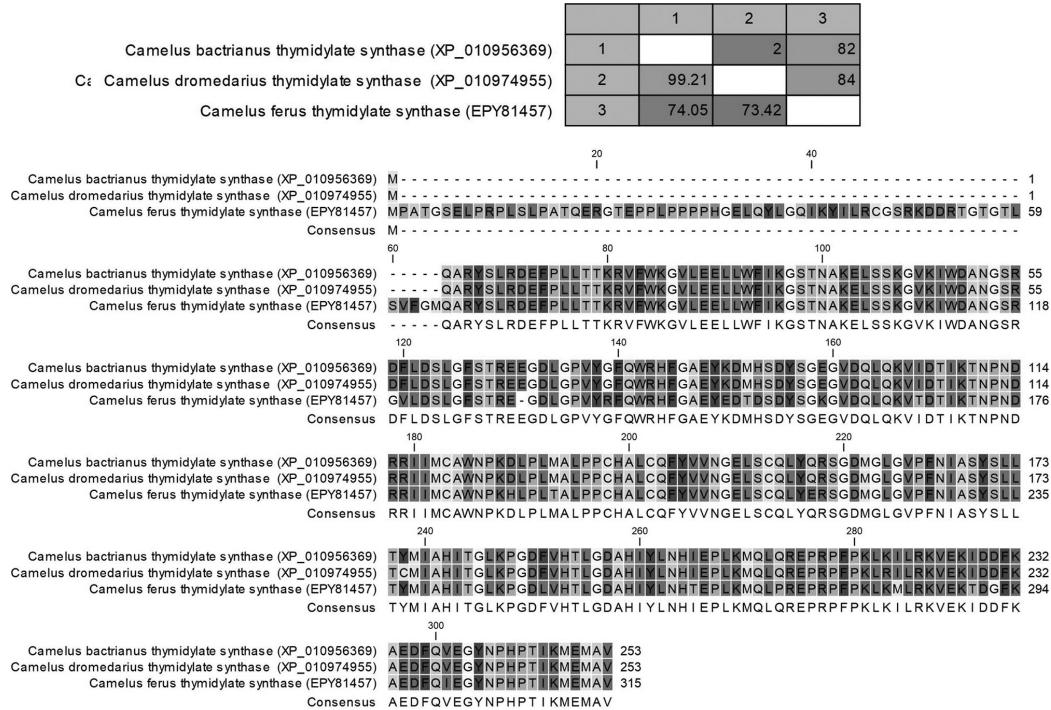 1 2 3
Camelus bactrianus thymidylate synthase (XP_010956369) 1 2 82
Ca Camelus dromedarius thymidylate synthase (XP_010974955) 2 99.21 84
Camelus ferus thymidylate synthase (EPY81457) 3 74.05 73.42
20 40
Camelus bactrianus thymidylate synthase (XP_010956369) M---------------------------------------------------------- 1
Camelus dromedarius thymidylate synthase (XP_010974955) M---------------------------------------------------------- 1
Camelus ferus thymidylate synthase (EPY81457) MPATGSELPRPLSLPATQERGTEPPLPPPPHGELQYLGQIKYILRCGSRKDDRTGTGTL 59
Consensus M----------------------------------------------------------
60 80 100
Camelus bactrianus thymidylate synthase (XP_010956369) -----QARYSLRDEFPLLTTKRVFWKGVLEELLWFIKGSTNAKELSSKGVKIWDANGSR 55
Camelus dromedarius thymidylate synthase (XP_010974955) -----QARYSLRDEFPLLTTKRVFWKGVLEELLWFIKGSTNAKELSSKGVKIWDANGSR 55
Camelus ferus thymidylate synthase (EPY81457) SVFGMQARYSLRDEFPLLTTKRVFWKGVLEELLWFIKGSTNAKELSSKGVKIWDANGSR 118
Consensus -----QARYSLRDEFPLLTTKRVFWKGVLEELLWFIKGSTNAKELSSKGVKIWDANGSR
120 140 160
Camelus bactrianus thymidylate synthase (XP_010956369) DFLDSLGFSTREEGDLGPVYGFQWRHFGAEYKDMHSDYSGEGVDQLQKVIDTIKTNPND 114
Camelus dromedarius thymidylate synthase (XP_010974955) DFLDSLGFSTREEGDLGPVYGFQWRHFGAEYKDMHSDYSGEGVDQLQKVIDTIKTNPND 114
Camelus ferus thymidylate synthase (EPY81457) GVLDSLGFSTRE-GDLGPVYRFQWRHFGAEYEDTDSDYSGKGVDQLQKVTDTIKTNPND 176
Consensus DFLDSLGFSTREEGDLGPVYGFQWRHFGAEYKDMHSDYSGEGVDQLQKVIDTIKTNPND
180 200 220
Camelus bactrianus thymidylate synthase (XP_010956369) RRIIMCAWNPKDLPLMALPPCHALCQFYVVNGELSCQLYQRSGDMGLGVPFNIASYSLL 173
Camelus dromedarius thymidylate synthase (XP_010974955) RRIIMCAWNPKDLPLMALPPCHALCQFYVVNGELSCQLYQRSGDMGLGVPFNIASYSLL 173
Camelus ferus thymidylate synthase (EPY81457) RRIIMCAWNPKHLPLTALPPCHALCQFYVVNGELSCQLYERSGDMGLGVPFNIASYSLL 235
Consensus RRIIMCAWNPKDLPLMALPPCHALCQFYVVNGELSCQLYQRSGDMGLGVPFNIASYSLL
240 260 280
Camelus bactrianus thymidylate synthase (XP_010956369) TYMIAHITGLKPGDFVHTLGDAHIYLNHIEPLKMQLQREPRPFPKLKILRKVEKIDDFK 232
Camelus dromedarius thymidylate synthase (XP_010974955) TCMIAHITGLKPGDFVHTLGDAHIYLNHIEPLKMQLQREPRPFPKLRILRKVEKIDDFK 232
Camelus ferus thymidylate synthase (EPY81457) TYMIAHITGLKPGDLVHTLGDAHIYLNHTEPLKMQLPREPRPFPKLMILRKVEKTDGFK 294
Consensus TYMIAHITGLKPGDFVHTLGDAHIYLNHIEPLKMQLQREPRPFPKLKILRKVEKIDDFK
300
Camelus bactrianus thymidylate synthase (XP_010956369) AEDFQVEGYNPHPTIKMEMAV 253
Camelus dromedarius thymidylate synthase (XP_010974955) AEDFQVEGYNPHPTIKMEMAV 253
Camelus ferus thymidylate synthase (EPY81457) AEDFQIEGYNPHPTIKMEMAV 315
Consensus AEDFQVEGYNPHPTIKMEMAV